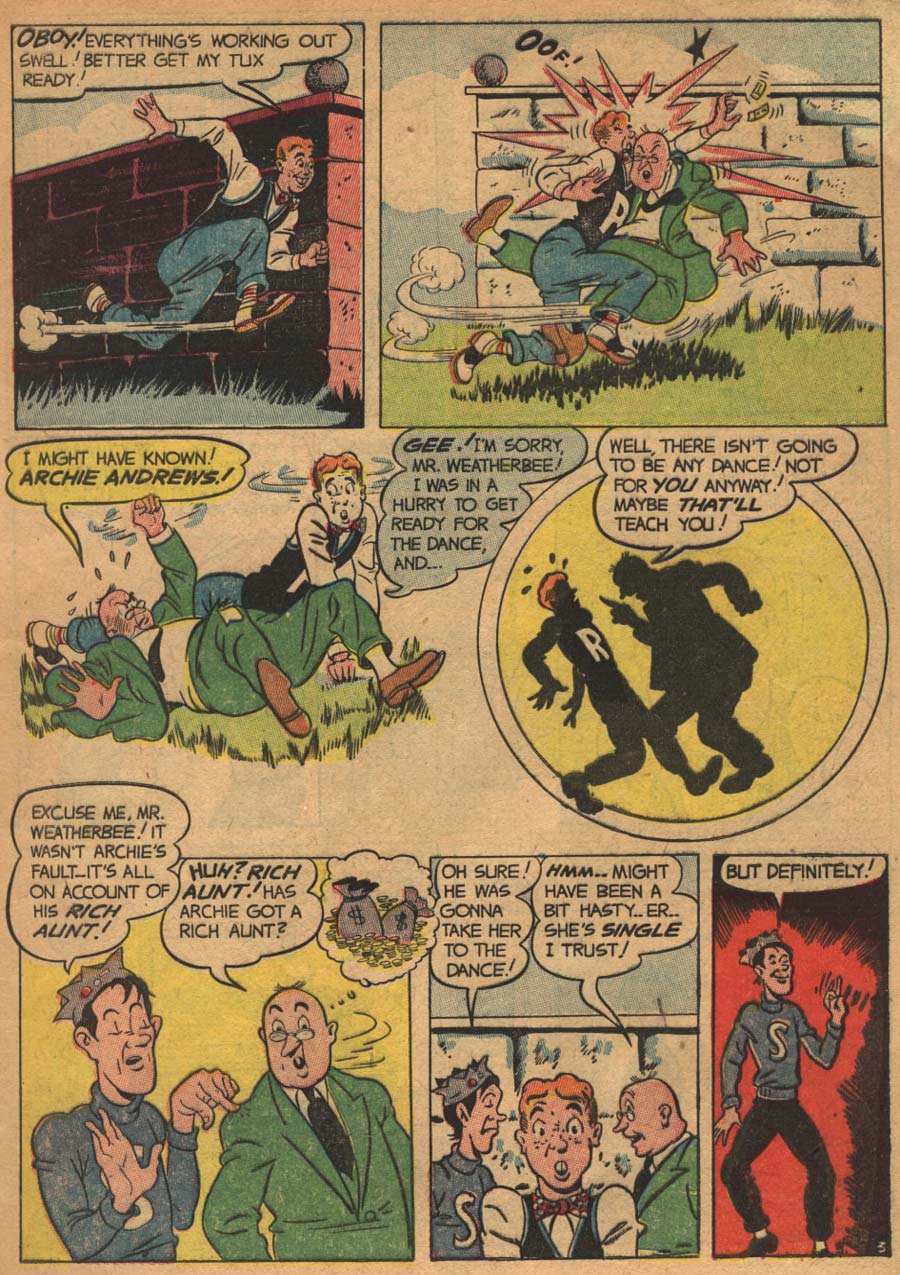 OBOY! EVERYTHING'S WORKING OUT
SWELL! BETTER GET MY TUX
READY!
OOF!
R
I MIGHT HAVE KNOWN!
ARCHIE ANDREWS!
GEE! I'M SORRY,
MR. WEATHERBEE!
I WAS IN A
HURRY TO GET
READY FOR
THE DANCE,
AND...
WELL, THERE ISN'T GOING
TO BE ANY DANCE! NOT
FOR YOU ANYWAY!
MAYBE THAT'LL
TEACH YOU!
R
EXCUSE ME, MR.
WEATHERBEE! IT
WASN'T ARCHIE'S
FAULT...IT'S ALL
ON ACCOUNT OF
HIS RICH
AUNT!
HUH? RICH
AUNT! HAS
ARCHIE GOT A
RICH AUNT?
$ $
S
OH SURE!
HE WAS
GONNA
TAKE HER
TO THE
DANCE!
HMM... MIGHT
HAVE BEEN A
BIT HASTY...ER...
SHE'S SINGLE
I TRUST!
S
BUT DEFINITELY!
S
3